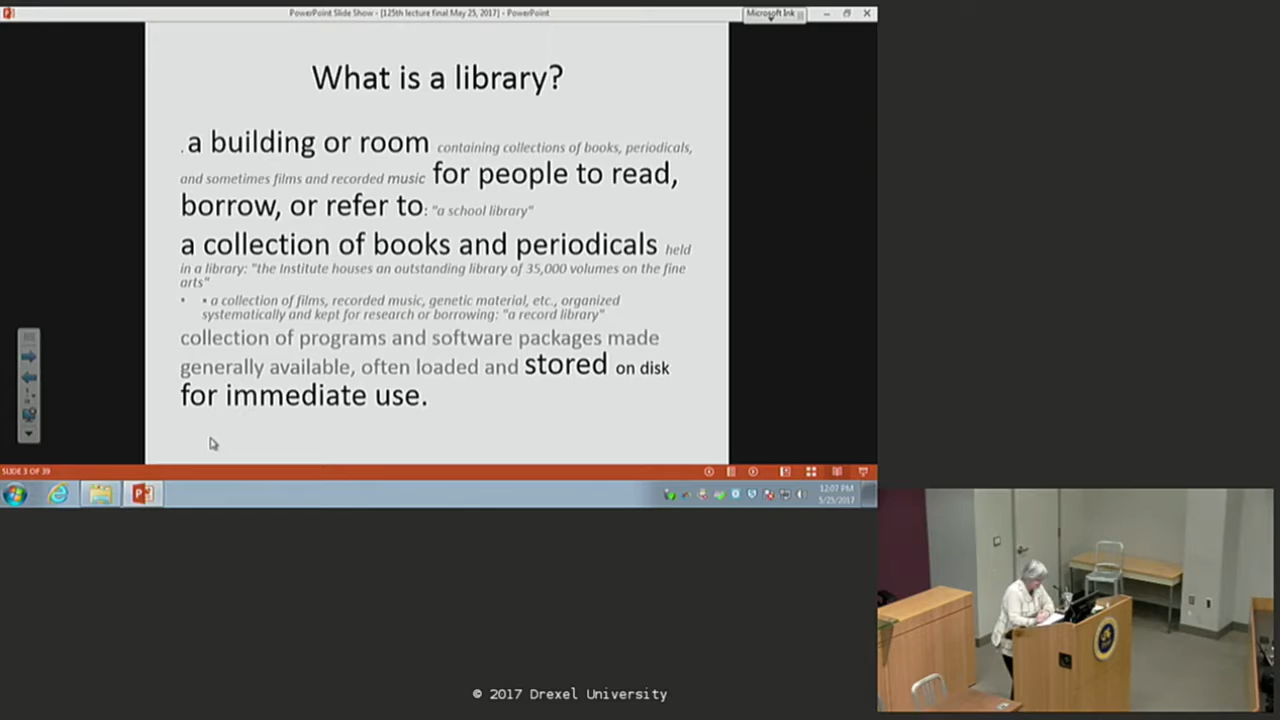 PowerPoint Slide Show - [125th lecture final May 25, 2017] - PowerPoint
Microsoft Ink
What is a library?
. a building or room containing collections of books, periodicals,
and sometimes films and recorded music for people to read,
borrow, or refer to: "a school library"
a collection of books and periodicals held
in a library: "the Institute houses an outstanding library of 35,000 volumes on the fine
arts"
• ▪ a collection of films, recorded music, genetic material, etc., organized
systematically and kept for research or borrowing: "a record library"
collection of programs and software packages made
generally available, often loaded and stored on disk
for immediate use.
SLIDE 3 OF 39
12:07 PM
5/25/2017
© 2017 Drexel University